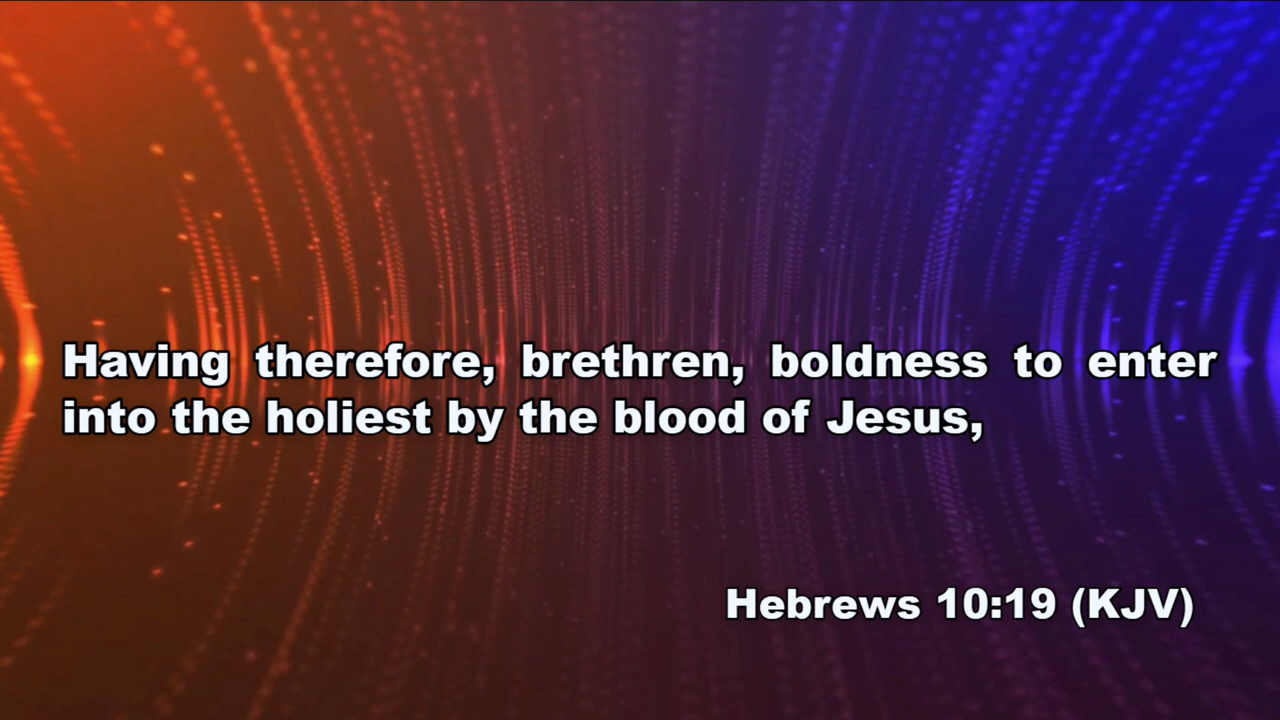 Having therefore, brethren, boldness to enter
into the holiest by the blood of Jesus,
Hebrews 10:19 (KJV)